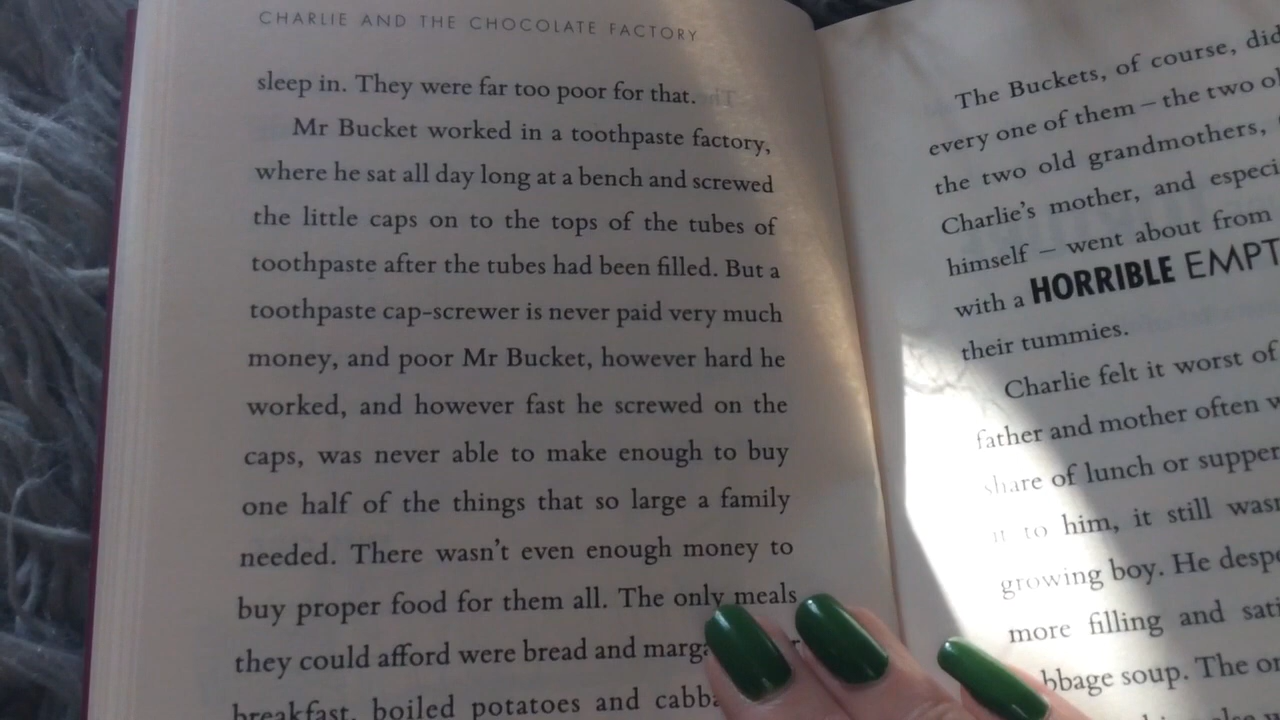 CHARLIE AND THE CHOCOLATE FACTORY
sleep in. They were far too poor for that.
Mr Bucket worked in a toothpaste factory,
where he sat all day long at a bench and screwed
the little caps on to the tops of the tubes of
toothpaste after the tubes had been filled. But a
toothpaste cap-screwer is never paid very much
money, and poor Mr Bucket, however hard he
worked, and however fast he screwed on the
caps, was never able to make enough to buy
one half of the things that so large a family
needed. There wasn't even enough money to
buy proper food for them all. The only meals
they could afford were bread and
breakfast, boiled potatoes and
The Buckets, of course, did
every one of them – the two
the two old grandmothers,
Charlie's mother, and
himself – went about from
with a HORRIBLE
their tummies.
Charlie felt it worst of
father and mother often
share of lunch or supper
it to him, it still
growing boy. He
more filling and
soup. The